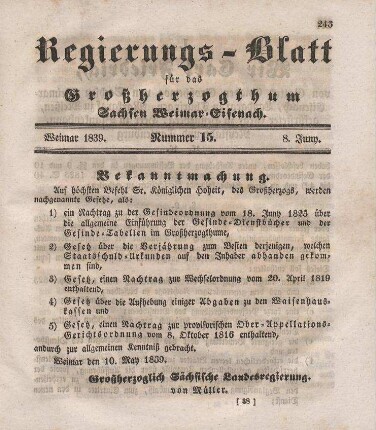 243
Regierungs-Blatt
für das
Großherzogthum
Sachsen Weimar-Eisenach.
Weimar 1839. Nummer 15. 8. Juny.
Bekanntmachung.
Auf höchsten Befehl Sr. Königlichen Hoheit, des Großherzogs, werden
nachgenannte Gesetze, als:
1) ein Nachtrag zu der Gesindeordnung vom 18. Juny 1823 über
die allgemeine Einführung der Gesinde-Dienstbücher und der
Gesinde-Tabellen im Großherzogthume,
2) Gesetz über die Verjährung zum Besten derjenigen, welchen
Staatsschuld-Urkunden auf den Inhaber abhanden gekom-
men sind,
3) Gesetz, einen Nachtrag zur Wechselordnung vom 20. April 1819
enthaltend,
4) Gesetz über die Aufhebung einiger Abgaben zu den Waisenhaus-
kassen und
5) Gesetz, einen Nachtrag zur provisorischen Ober-Appellations-
Gerichtsordnung vom 8. Oktober 1816 enthaltend,
andurch zur allgemeinen Kenntniß gebracht.
Weimar den 10. May 1839.
Großherzoglich Sächsische Landesregierung.
von Müller.
[ 38 ]